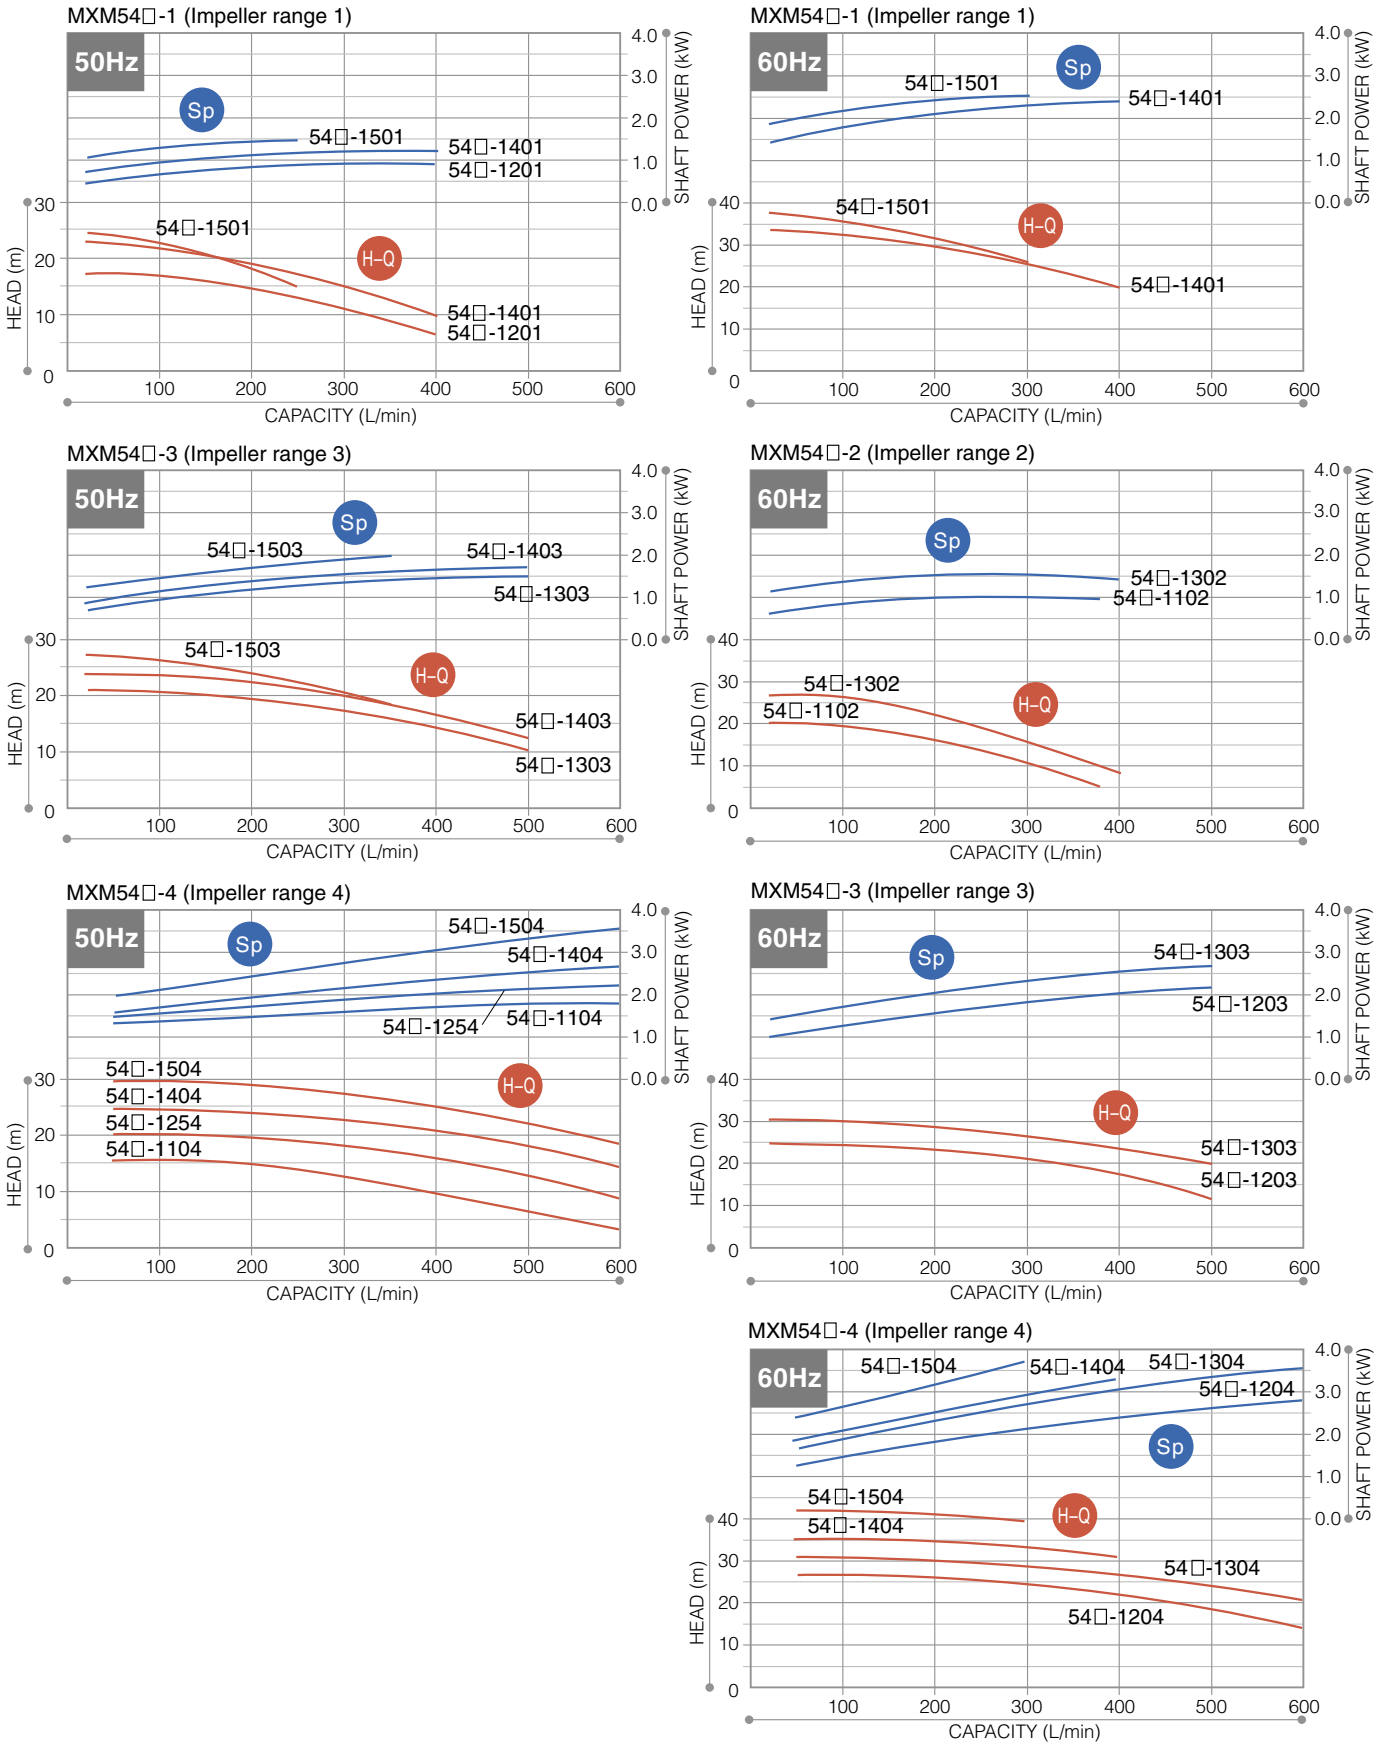 MXM54□-1 (Impeller range 1)
50Hz
Sp
54□-1501
54□-1401
54□-1201
4.0
3.0
2.0
1.0
0.0
SHAFT POWER (kW)
54□-1501
H–Q
54□-1401
54□-1201
30
20
10
0
HEAD (m)
100 200 300 400 500 600
CAPACITY (L/min)
MXM54□-1 (Impeller range 1)
60Hz
Sp
54□-1501
54□-1401
4.0
3.0
2.0
1.0
0.0
SHAFT POWER (kW)
54□-1501
H–Q
54□-1401
40
30
20
10
0
HEAD (m)
100 200 300 400 500 600
CAPACITY (L/min)
MXM54□-3 (Impeller range 3)
50Hz
Sp
54□-1503
54□-1403
54□-1303
4.0
3.0
2.0
1.0
0.0
SHAFT POWER (kW)
54□-1503
H–Q
54□-1403
54□-1303
30
20
10
0
HEAD (m)
100 200 300 400 500 600
CAPACITY (L/min)
MXM54□-2 (Impeller range 2)
60Hz
Sp
54□-1302
54□-1102
4.0
3.0
2.0
1.0
0.0
SHAFT POWER (kW)
54□-1302
54□-1102
H–Q
40
30
20
10
0
HEAD (m)
100 200 300 400 500 600
CAPACITY (L/min)
MXM54□-4 (Impeller range 4)
50Hz
Sp
54□-1504
54□-1404
54□-1254
54□-1104
4.0
3.0
2.0
1.0
0.0
SHAFT POWER (kW)
54□-1504
54□-1404
54□-1254
54□-1104
H–Q
30
20
10
0
HEAD (m)
100 200 300 400 500 600
CAPACITY (L/min)
MXM54□-3 (Impeller range 3)
60Hz
Sp
54□-1303
54□-1203
4.0
3.0
2.0
1.0
0.0
SHAFT POWER (kW)
H–Q
54□-1303
54□-1203
40
30
20
10
0
HEAD (m)
100 200 300 400 500 600
CAPACITY (L/min)
MXM54□-4 (Impeller range 4)
60Hz
54□-1504
54□-1404
54□-1304
54□-1204
Sp
4.0
3.0
2.0
1.0
0.0
SHAFT POWER (kW)
54□-1504
54□-1404
H–Q
54□-1304
54□-1204
40
30
20
10
0
HEAD (m)
100 200 300 400 500 600
CAPACITY (L/min)